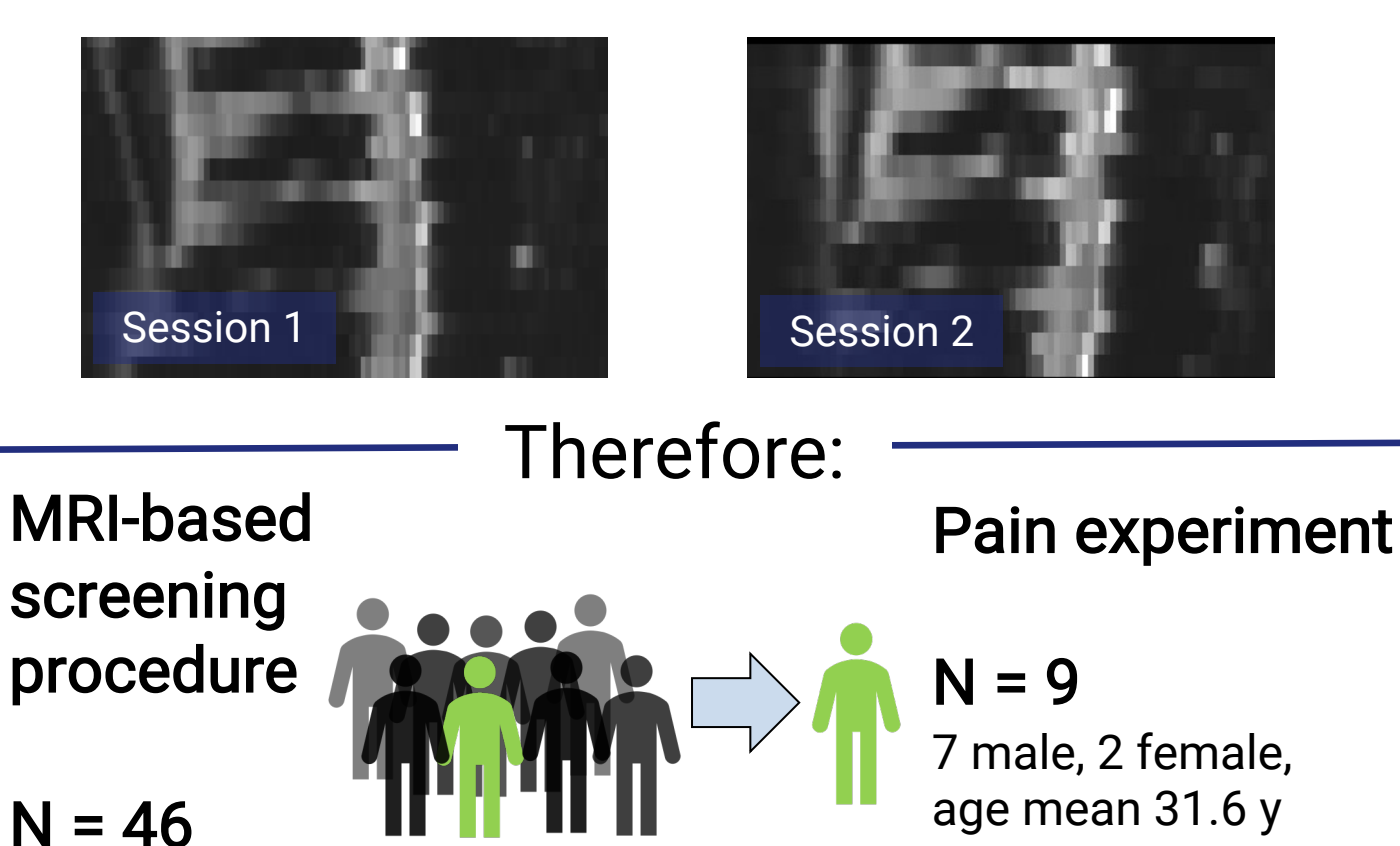 Session 1
Session 2
Therefore:
MRI-based
screening
procedure
N = 46
Pain experiment
N = 9
7 male, 2 female,
age mean 31.6 y